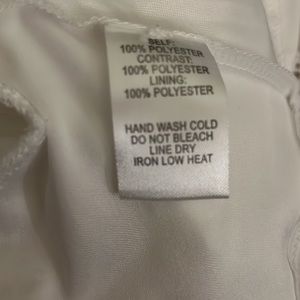 SELF:
100% POLYESTER
CONTRAST:
100% POLYESTER
LINING:
100% POLYESTER
HAND WASH COLD
DO NOT BLEACH
LINE DRY
IRON LOW HEAT